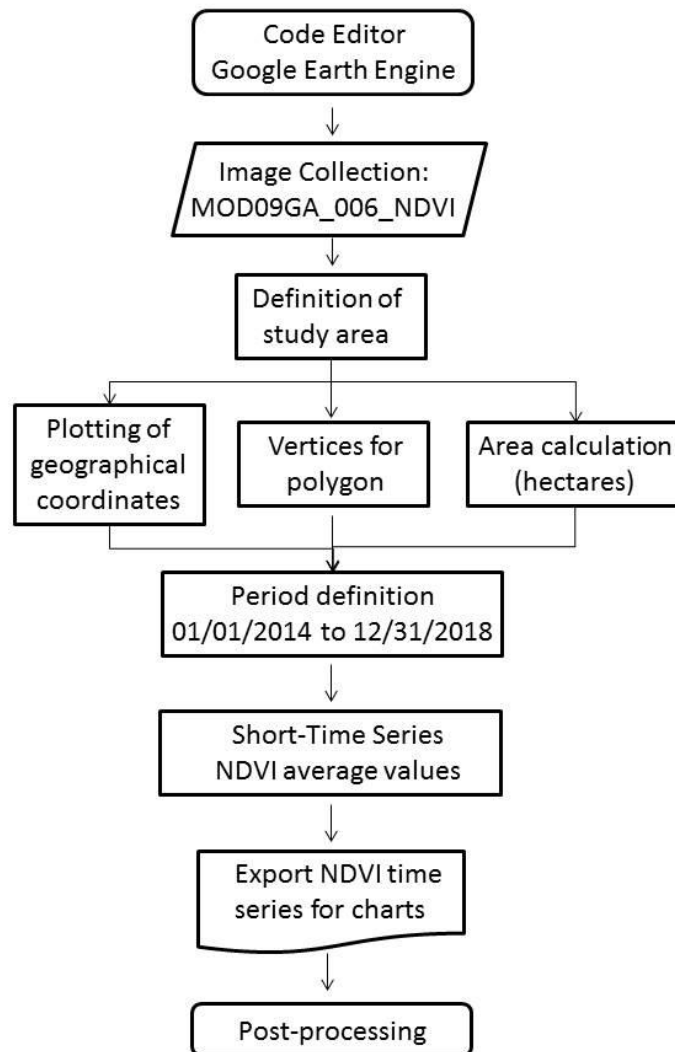 Code Editor
Google Earth Engine
Image Collection:
MOD09GA_006_NDVI
Definition of
study area
Plotting of
geographical
coordinates
Vertices for
polygon
Area calculation
(hectares)
Period definition
01/01/2014 to 12/31/2018
Short-Time Series
NDVI average values
Export NDVI time
series for charts
Post-processing